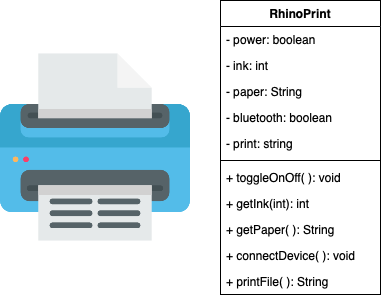 RhinoPrint
- power: boolean
- ink: int
- paper: String
- bluetooth: boolean
- print: string
+ toggleOnOff( ): void
+ getInk(int): int
+ getPaper( ): String
+ connectDevice( ): void
+ printFile( ): String